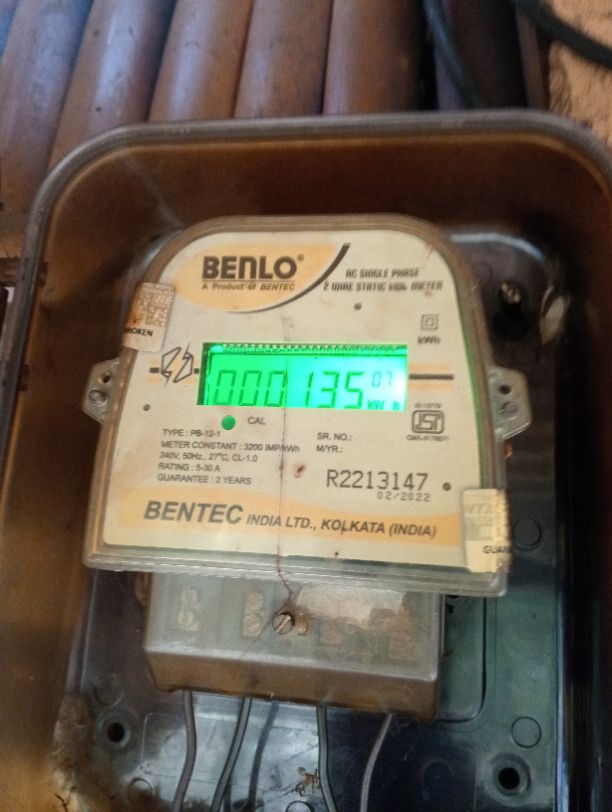 BENLO®
A Product of BENTEC
AC SINGLE PHASE
2 WIRE STATIC kWh METER
BROKEN
kWh
000135 07
kW h
CAL
TYPE : PB-12-1
METER CONSTANT : 3200 IMP/kWh
240V, 50Hz., 27°C, CL-1.0
RATING : 5-30 A
GUARANTEE : 2 YEARS
SR. NO.:
M/YR.:
R2213147
02/2022
BENTEC INDIA LTD., KOLKATA (INDIA)